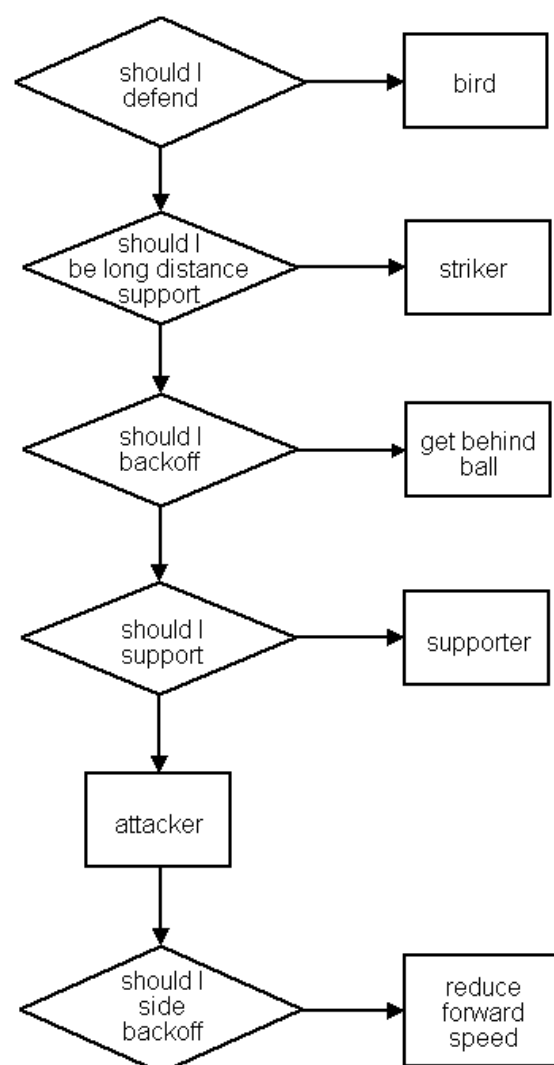 should I
defend
bird
should I
be long distance
support
striker
should I
backoff
get behind
ball
should I
support
supporter
attacker
should I
side
backoff
reduce
forward
speed